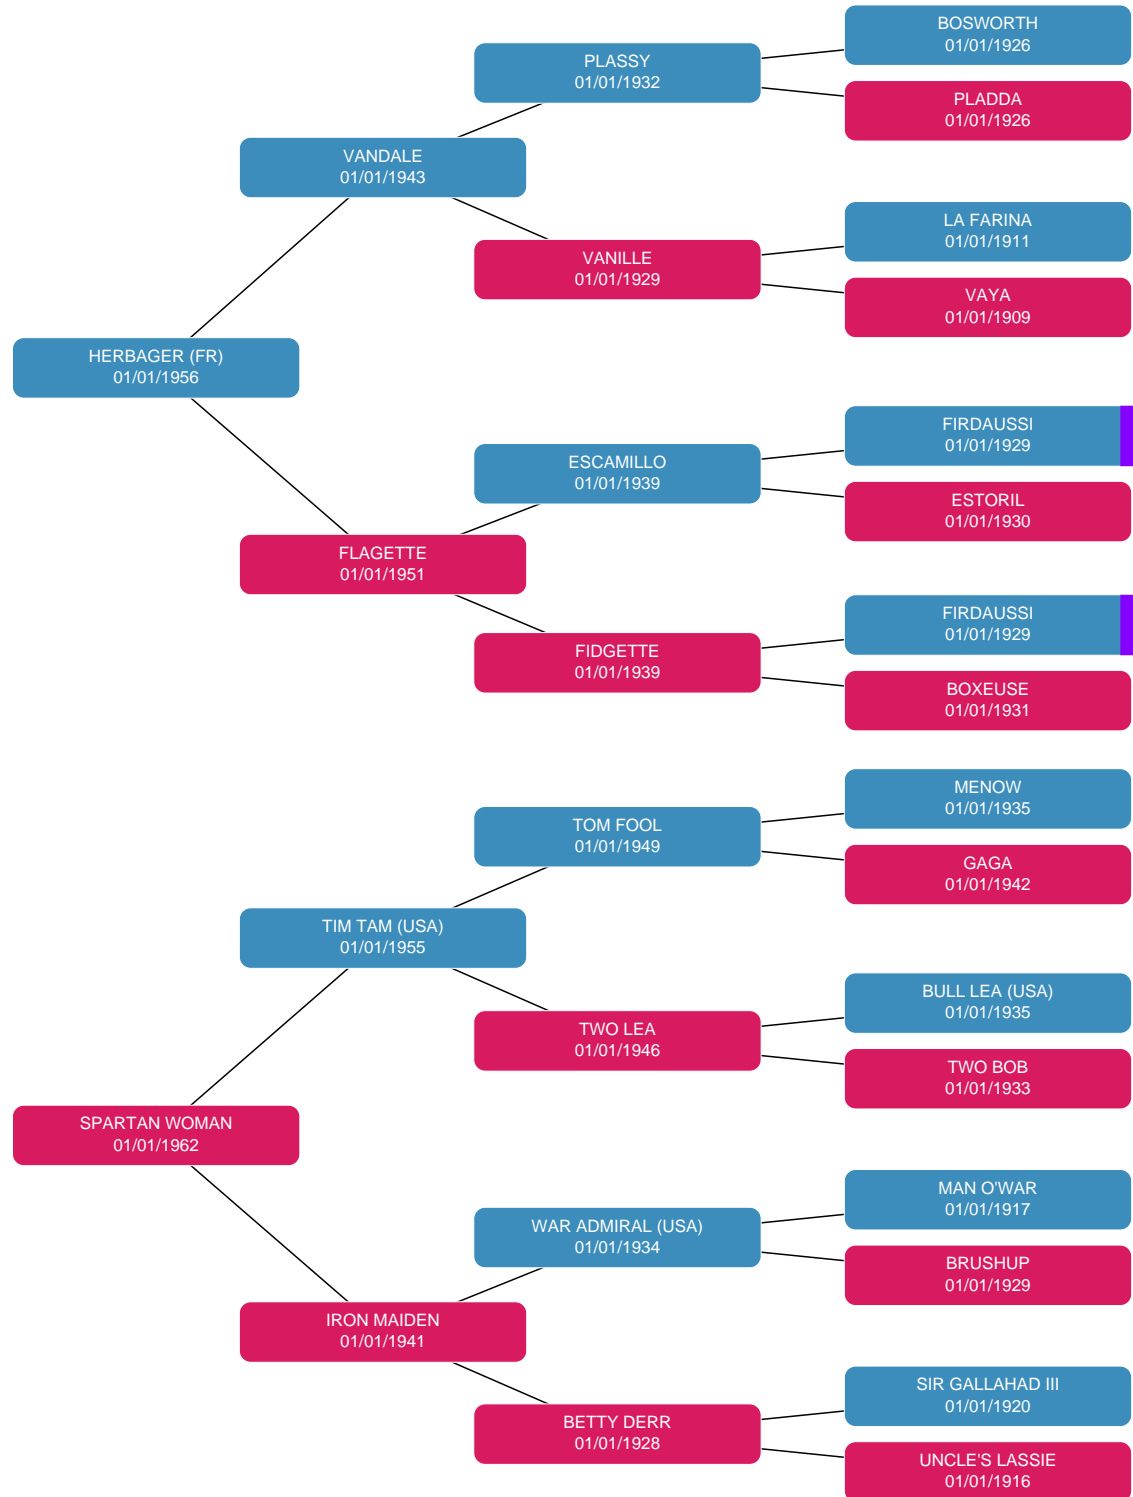 BOSWORTH
01/01/1926
PLASSY
01/01/1932
PLADDA
01/01/1926
VANDALE
01/01/1943
LA FARINA
01/01/1911
VANILLE
01/01/1929
VAYA
01/01/1909
HERBAGER (FR)
01/01/1956
FIRDAUSSI
01/01/1929
ESCAMILLO
01/01/1939
ESTORIL
01/01/1930
FLAGETTE
01/01/1951
FIRDAUSSI
01/01/1929
FIDGETTE
01/01/1939
BOXEUSE
01/01/1931
MENOW
01/01/1935
TOM FOOL
01/01/1949
GAGA
01/01/1942
TIM TAM (USA)
01/01/1955
BULL LEA (USA)
01/01/1935
TWO LEA
01/01/1946
TWO BOB
01/01/1933
SPARTAN WOMAN
01/01/1962
MAN O'WAR
01/01/1917
WAR ADMIRAL (USA)
01/01/1934
BRUSHUP
01/01/1929
IRON MAIDEN
01/01/1941
SIR GALLAHAD III
01/01/1920
BETTY DERR
01/01/1928
UNCLE'S LASSIE
01/01/1916